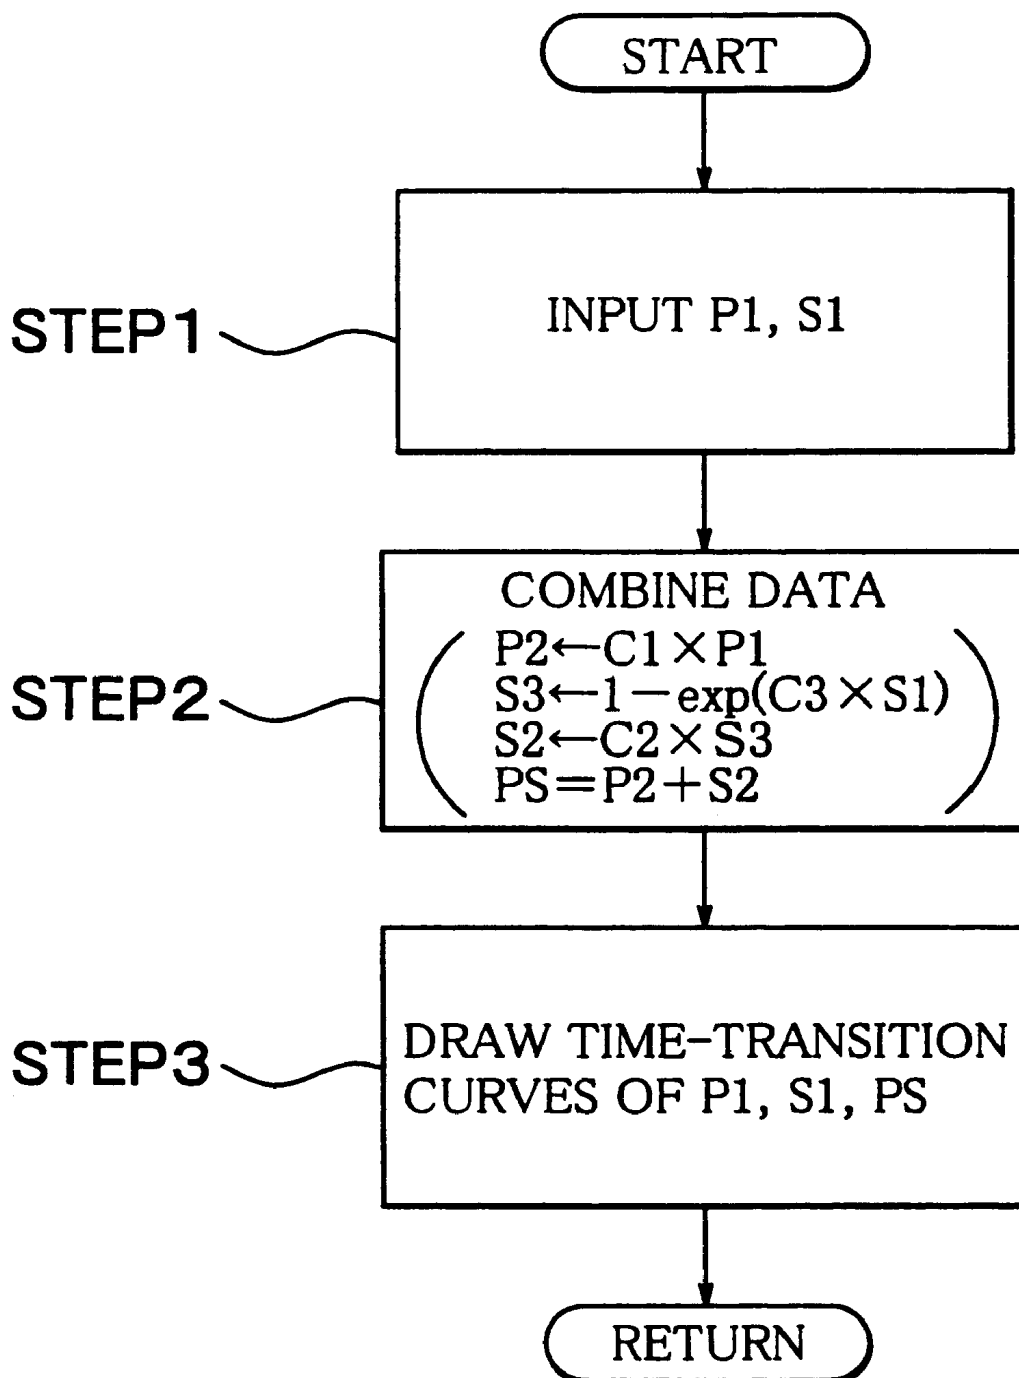 START
STEP1
INPUT P1, S1
COMBINE DATA
P2←C1×P1
S3←1−exp(C3×S1)
STEP2
S2←C2×S3
PS=P2+S2
STEP3
DRAW TIME-TRANSITION
CURVES OF P1, S1, PS
RETURN